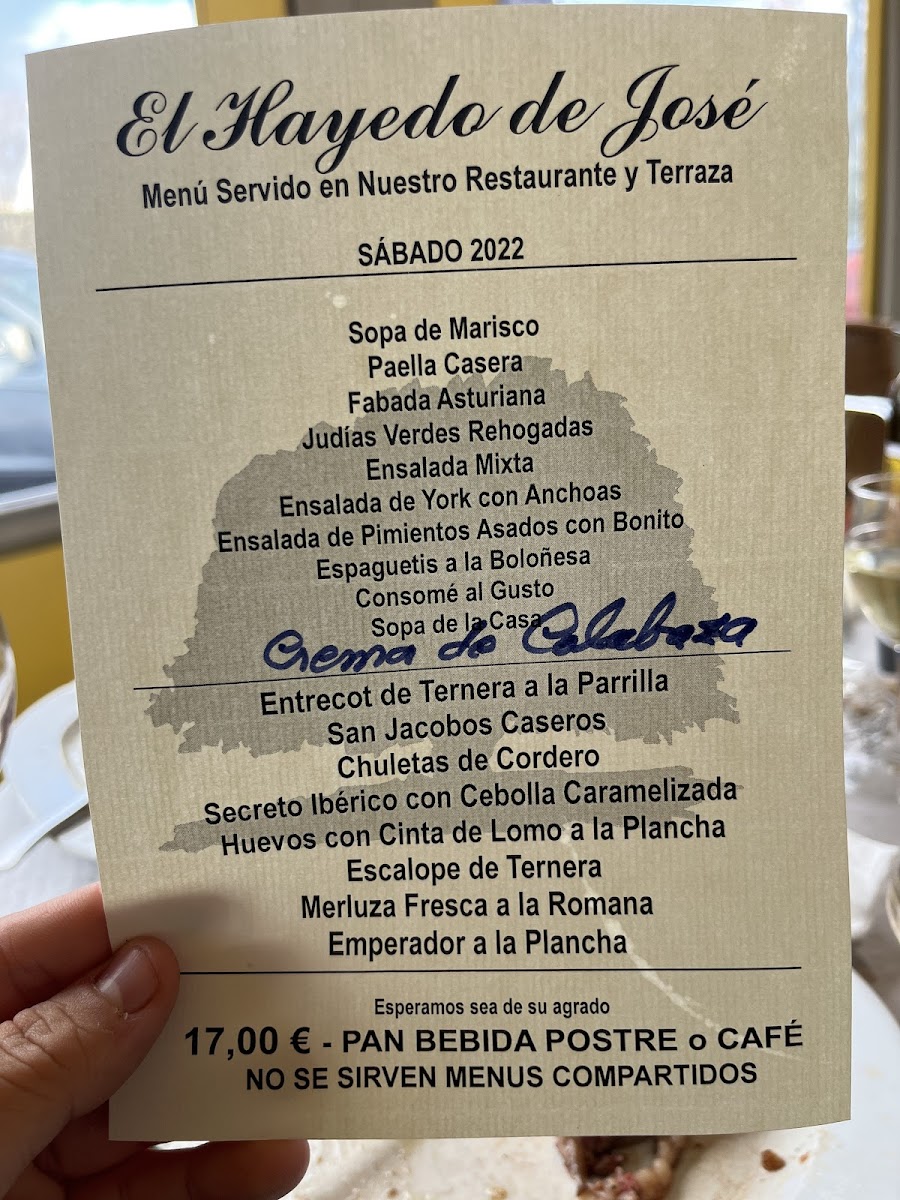 El Hayedo de José
Menú Servido en Nuestro Restaurante y Terraza
SÁBADO 2022
Sopa de Marisco
Paella Casera
Fabada Asturiana
Judías Verdes Rehogadas
Ensalada Mixta
Ensalada de York con Anchoas
Ensalada de Pimientos Asados con Bonito
Espaguetis a la Boloñesa
Consomé al Gusto
Sopa de la Casa
Crema de Calabaza
Entrecot de Ternera a la Parrilla
San Jacobos Caseros
Chuletas de Cordero
Secreto Ibérico con Cebolla Caramelizada
Huevos con Cinta de Lomo a la Plancha
Escalope de Ternera
Merluza Fresca a la Romana
Emperador a la Plancha
Esperamos sea de su agrado
17,00 € - PAN BEBIDA POSTRE o CAFÉ
NO SE SIRVEN MENUS COMPARTIDOS